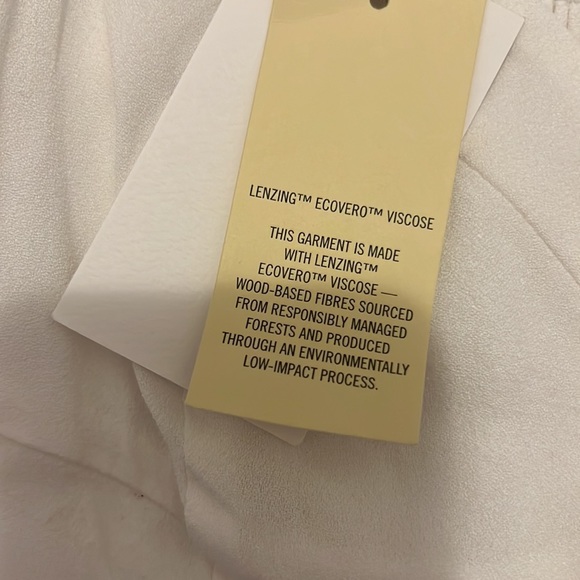 LENZING™ ECOVERO™ VISCOSE
THIS GARMENT IS MADE
WITH LENZING™
ECOVERO™ VISCOSE —
WOOD-BASED FIBRES SOURCED
FROM RESPONSIBLY MANAGED
FORESTS AND PRODUCED
THROUGH AN ENVIRONMENTALLY
LOW-IMPACT PROCESS.